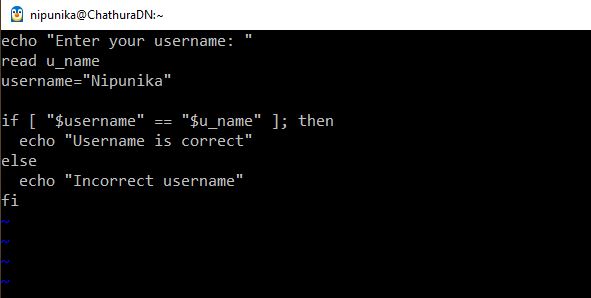 nipunika@ChathuraDN:~
echo "Enter your username: "
read u_name
username="Nipunika"
if [ "$username" == "$u_name" ]; then
  echo "Username is correct"
else
  echo "Incorrect username"
fi
~
~
~
~